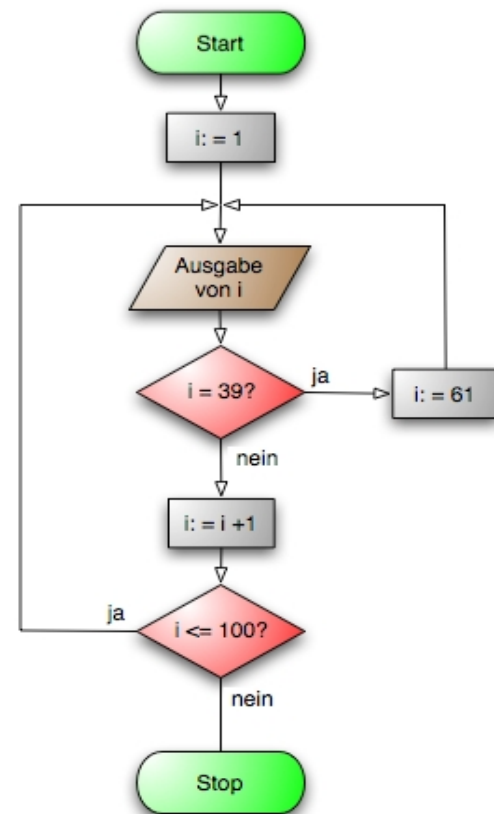 Start
i: = 1
Ausgabe
von i
i = 39?
ja
i: = 61
nein
i: = i +1
ja
i <= 100?
nein
Stop